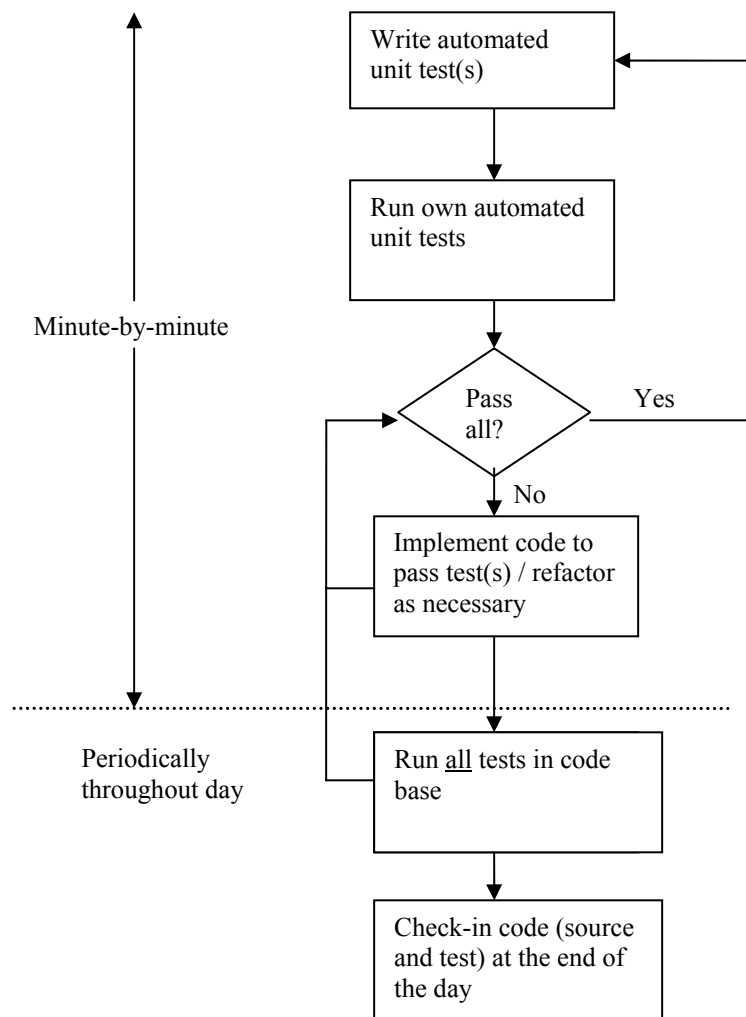 Write automated
unit test(s)
Run own automated
unit tests
Minute-by-minute
Pass
all?
Yes
No
Implement code to
pass test(s) / refactor
as necessary
Periodically
throughout day
Run all tests in code
base
Check-in code (source
and test) at the end of
the day